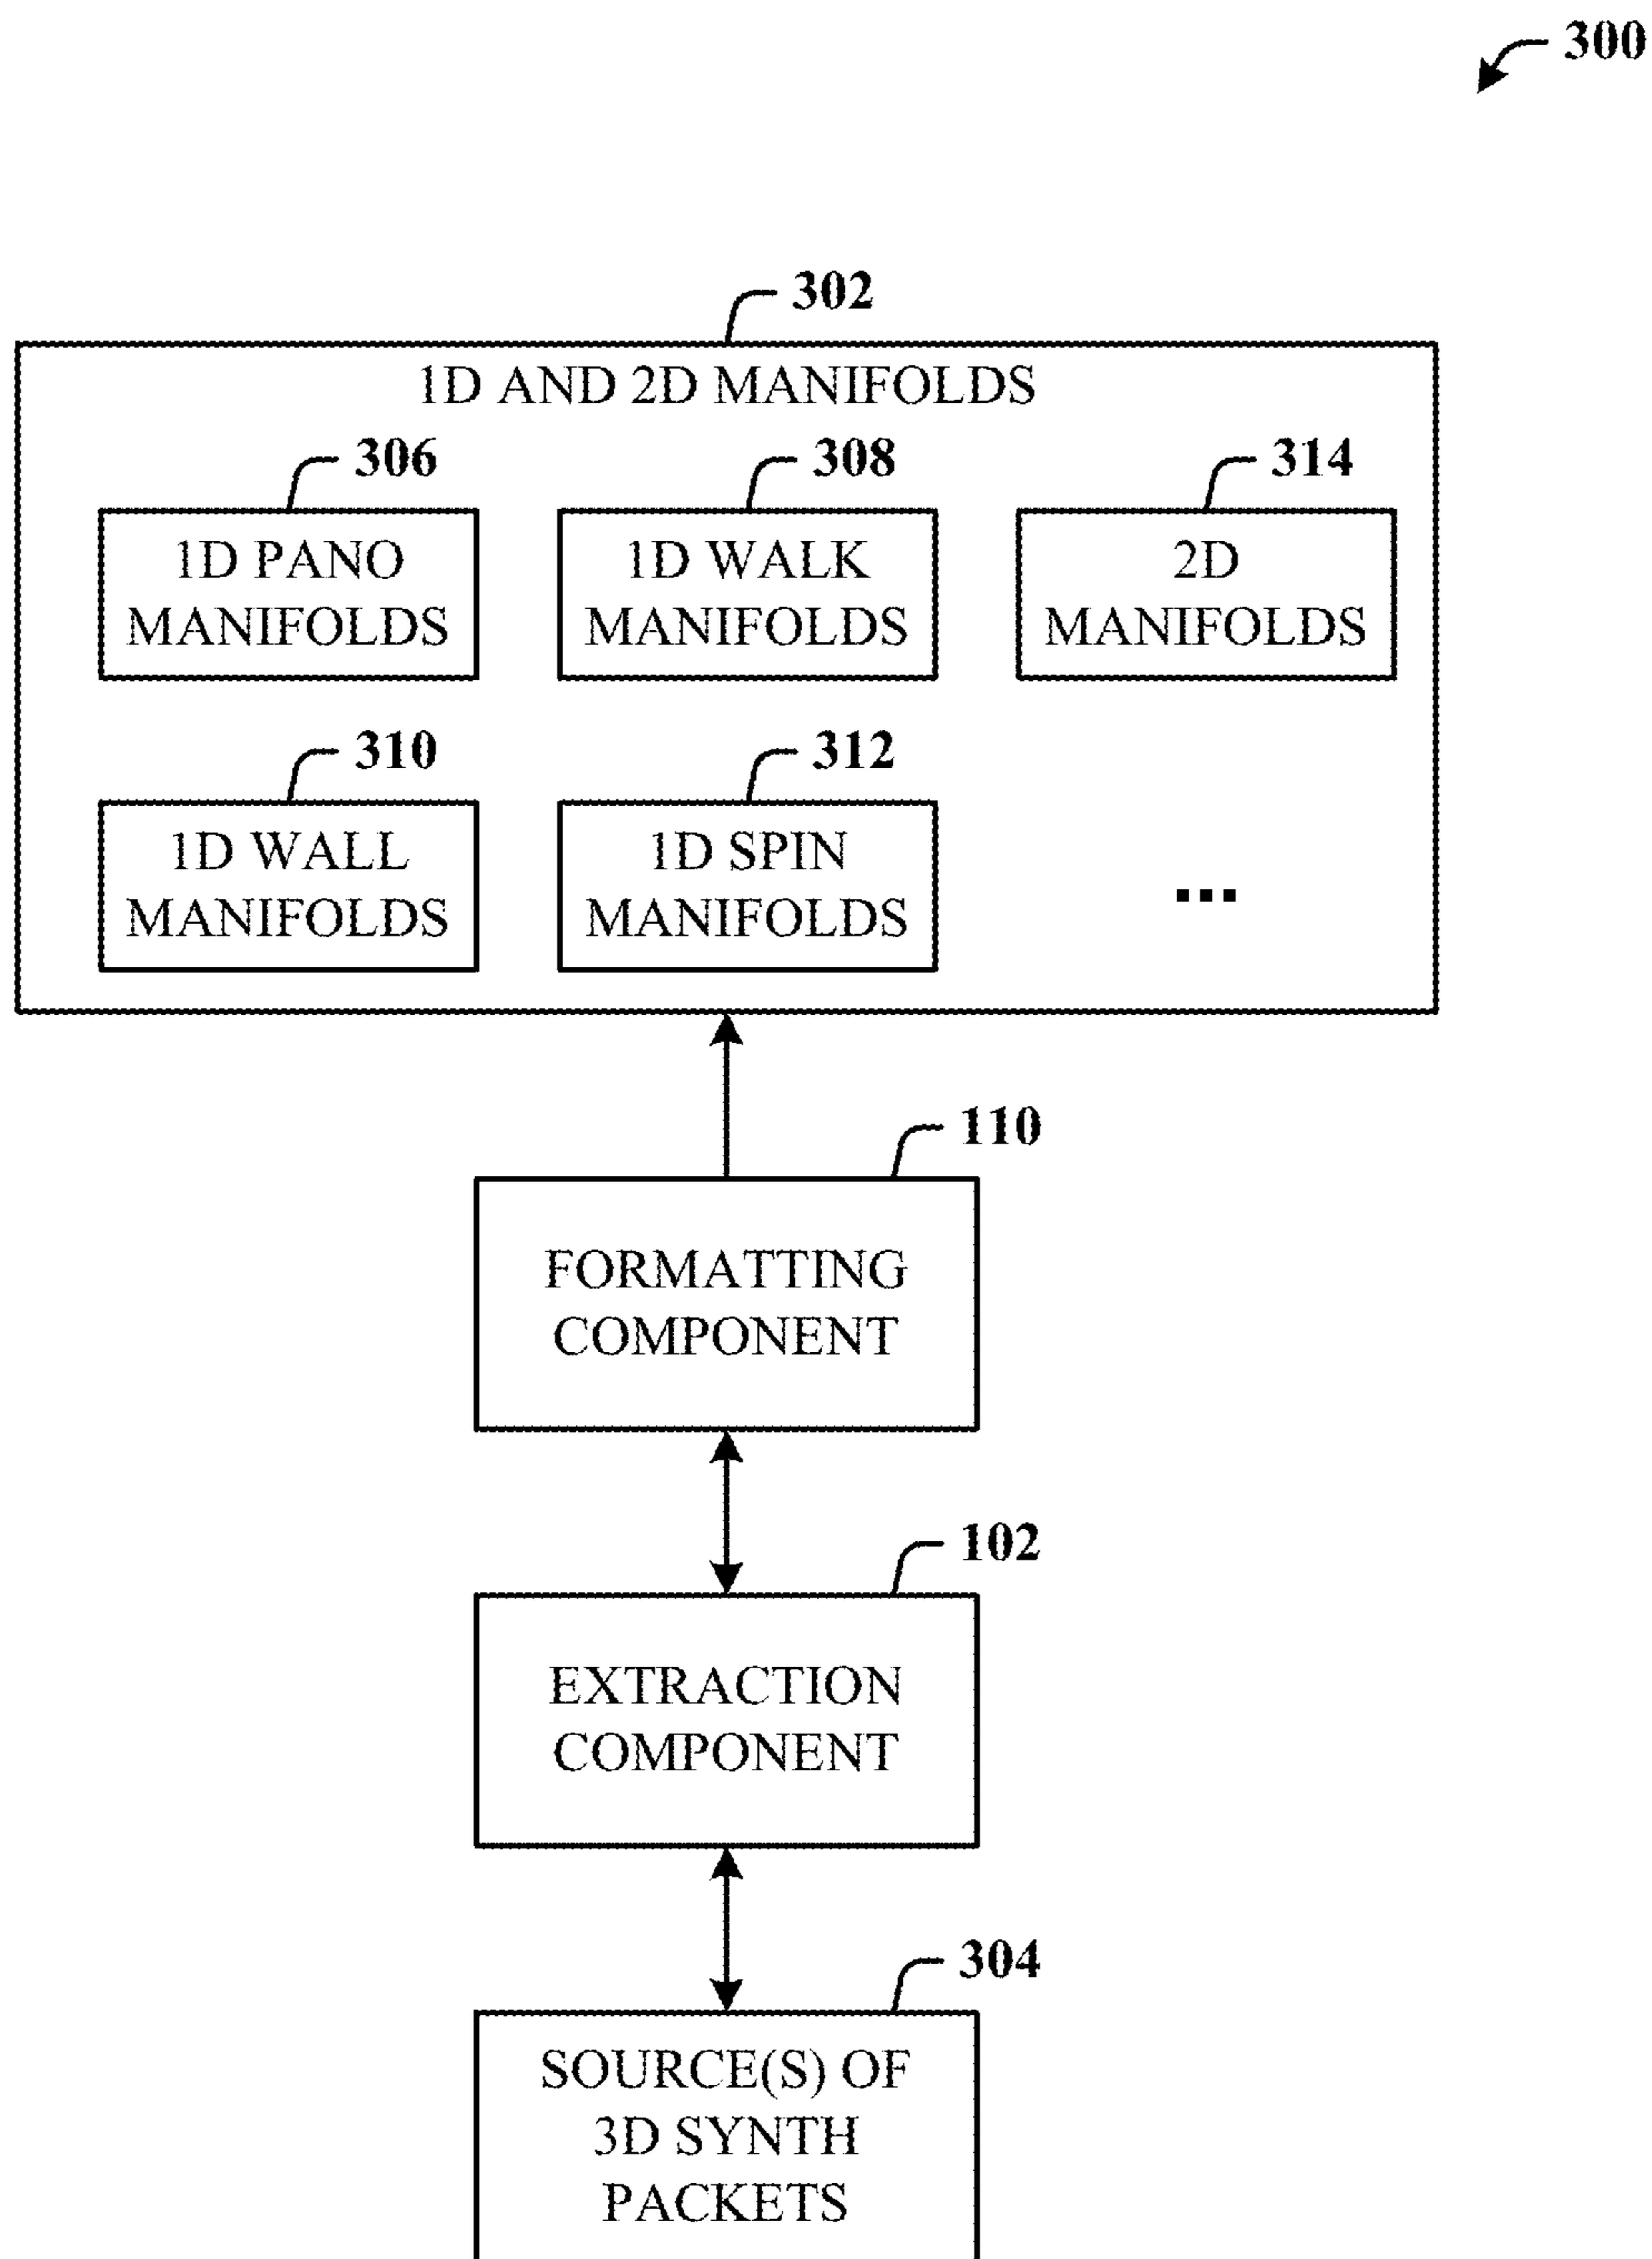 300
302
1D AND 2D MANIFOLDS
306
308
314
1D PANO
MANIFOLDS
1D WALK
MANIFOLDS
2D
MANIFOLDS
310
312
1D WALL
MANIFOLDS
1D SPIN
MANIFOLDS
...
110
FORMATTING
COMPONENT
102
EXTRACTION
COMPONENT
304
SOURCE(S) OF
3D SYNTH
PACKETS